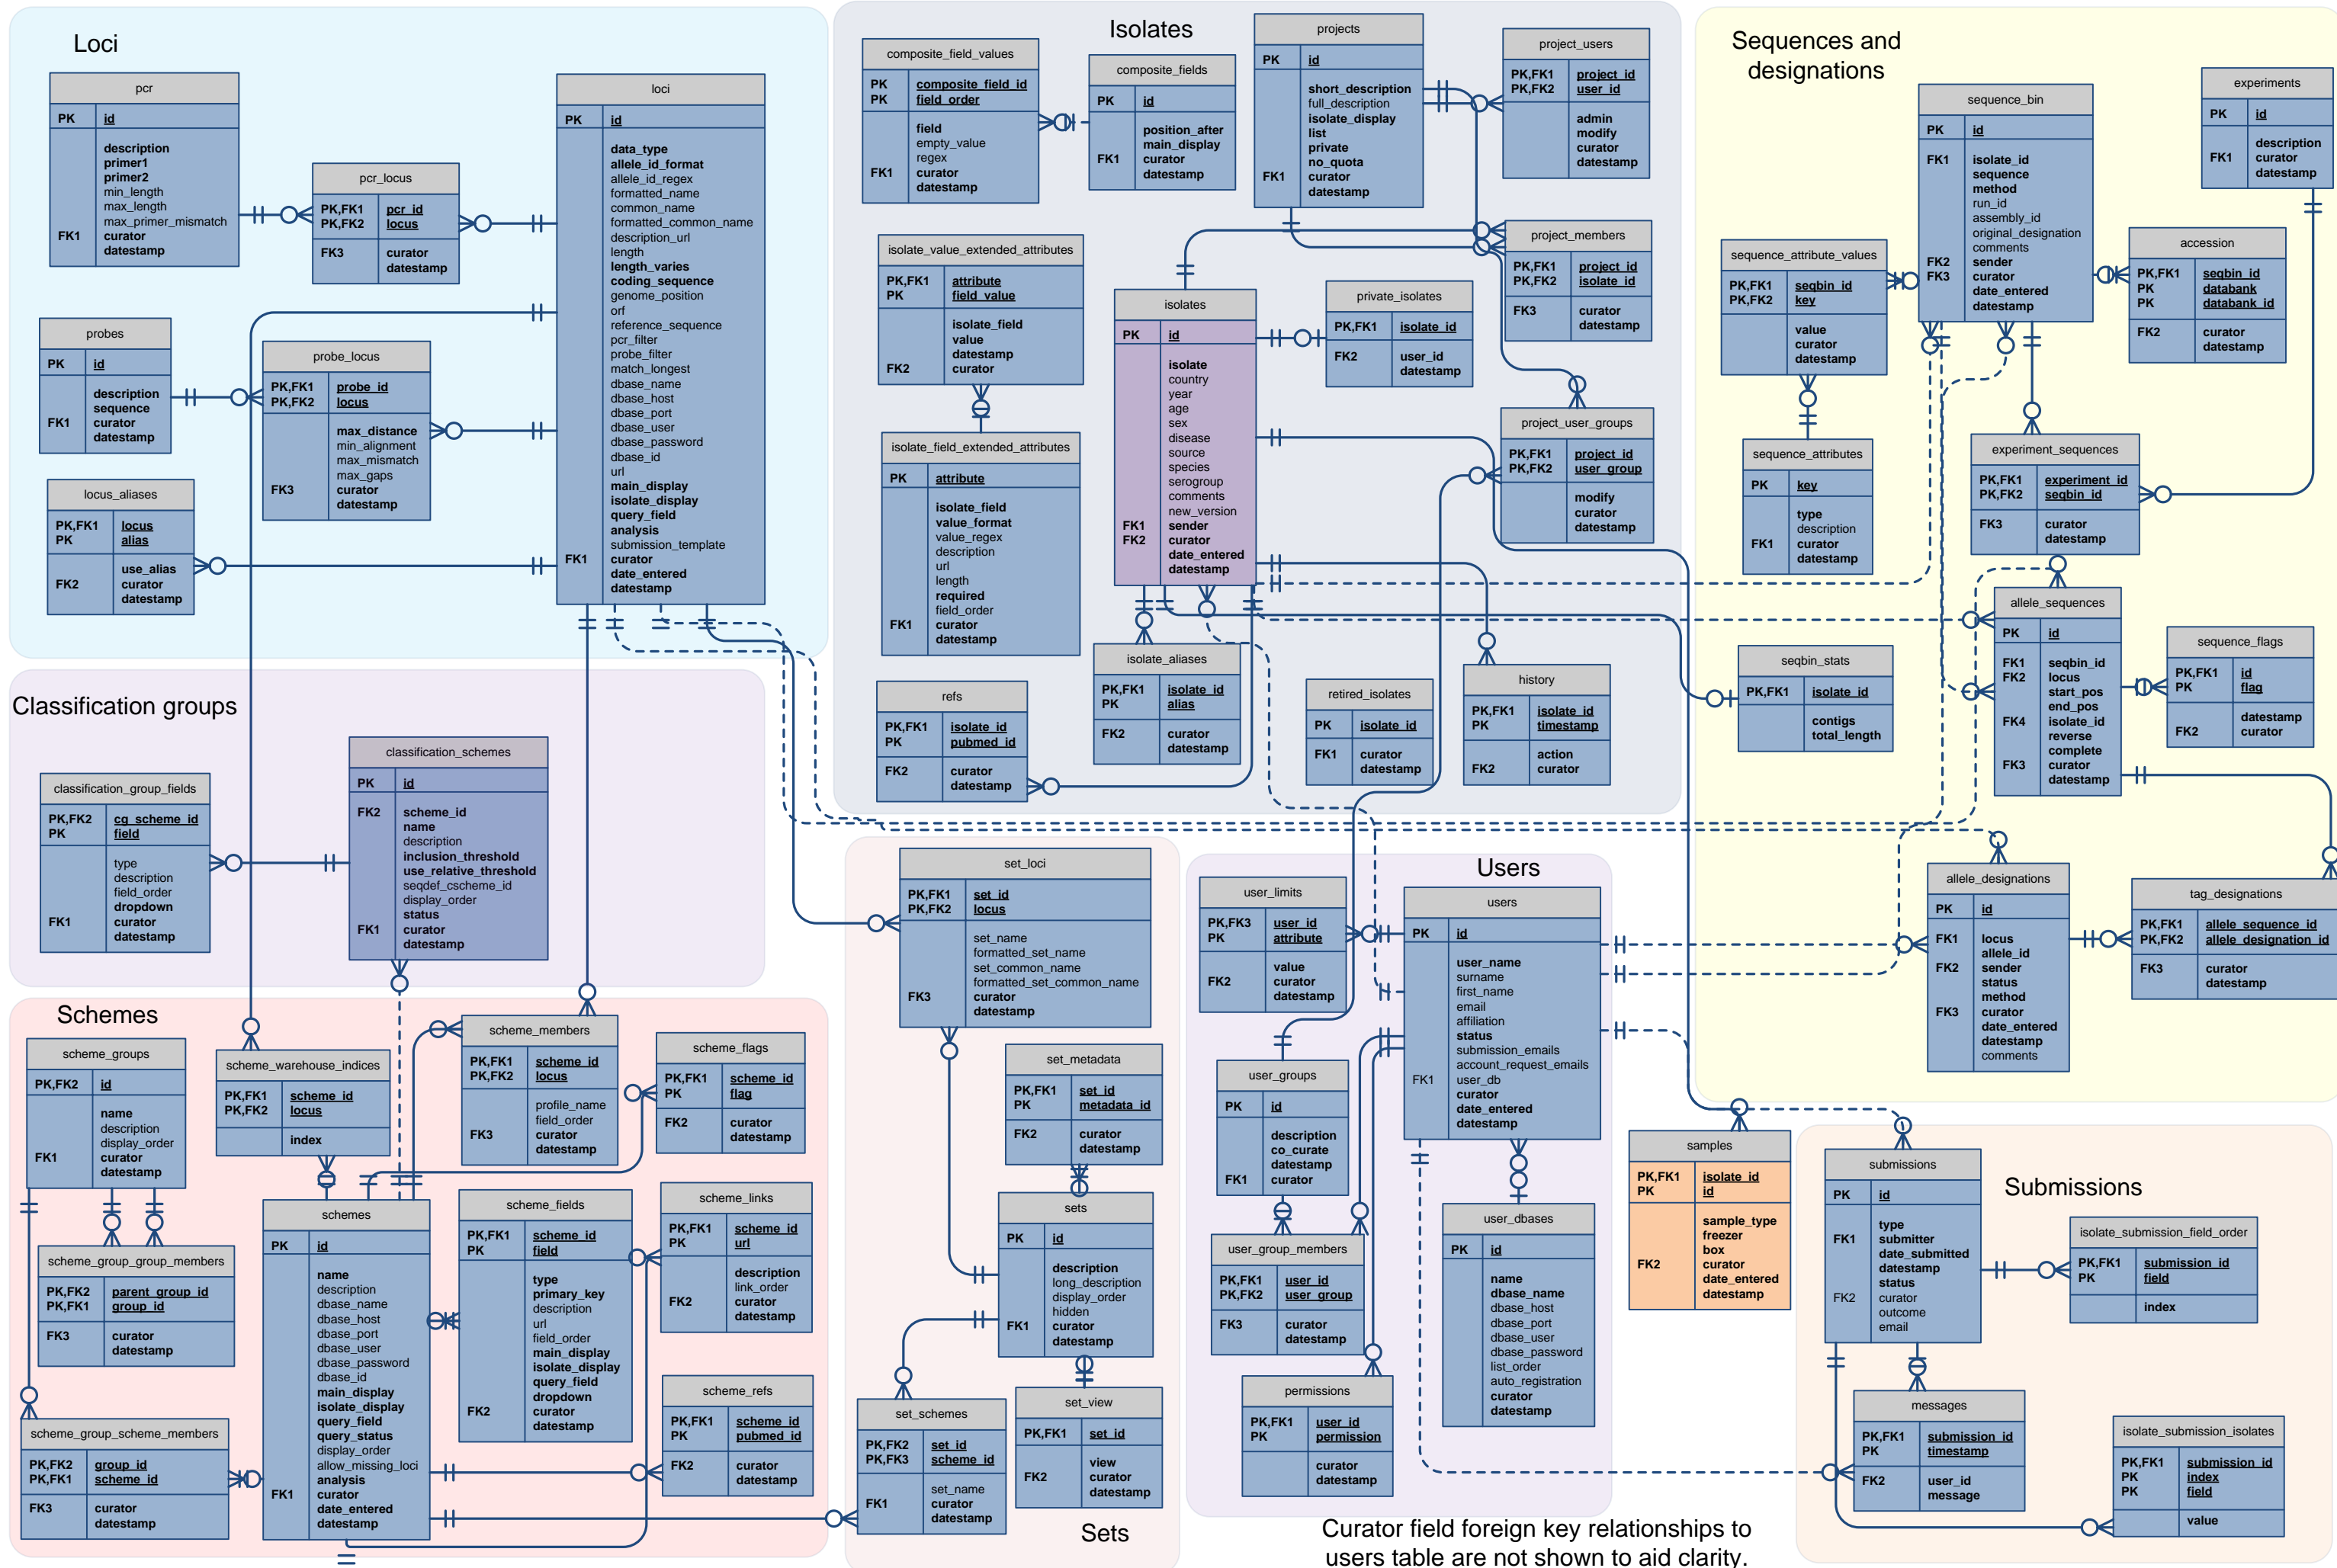 Loci
pcr
PK id
description
primer1
primer2
min_length
max_length
max_primer_mismatch
FK1 curator
datestamp
pcr_locus
PK,FK1 pcr_id
PK,FK2 locus
FK3 curator
datestamp
probes
PK id
description
sequence
FK1 curator
datestamp
probe_locus
PK,FK1 probe_id
PK,FK2 locus
max_distance
min_alignment
max_mismatch
max_gaps
FK3 curator
datestamp
locus_aliases
PK,FK1 locus
PK alias
use_alias
FK2 curator
datestamp
loci
PK id
data_type
allele_id_format
allele_id_regex
formatted_name
common_name
formatted_common_name
description_url
length
length_varies
coding_sequence
genome_position
orf
reference_sequence
pcr_filter
probe_filter
match_longest
dbase_name
dbase_host
dbase_port
dbase_user
dbase_password
dbase_id
url
main_display
isolate_display
query_field
analysis
submission_template
FK1 curator
date_entered
datestamp
Isolates
composite_field_values
PK composite_field_id
PK field_order
field
empty_value
regex
FK1 curator
datestamp
composite_fields
PK id
position_after
main_display
FK1 curator
datestamp
projects
PK id
short_description
full_description
isolate_display
list
private
no_quota
FK1 curator
datestamp
project_users
PK,FK1 project_id
PK,FK2 user_id
admin
modify
curator
datestamp
isolate_value_extended_attributes
PK,FK1 attribute
PK field_value
isolate_field
value
datestamp
FK2 curator
isolates
PK id
isolate
country
year
age
sex
disease
source
species
serogroup
comments
new_version
FK1 sender
FK2 curator
date_entered
datestamp
private_isolates
PK,FK1 isolate_id
FK2 user_id
datestamp
project_members
PK,FK1 project_id
PK,FK2 isolate_id
FK3 curator
datestamp
project_user_groups
PK,FK1 project_id
PK,FK2 user_group
modify
curator
datestamp
isolate_field_extended_attributes
PK attribute
isolate_field
value_format
value_regex
description
url
length
required
field_order
FK1 curator
datestamp
isolate_aliases
PK,FK1 isolate_id
PK alias
FK2 curator
datestamp
refs
PK,FK1 isolate_id
PK pubmed_id
FK2 curator
datestamp
retired_isolates
PK isolate_id
FK1 curator
datestamp
history
PK,FK1 isolate_id
PK timestamp
action
FK2 curator
Sequences and
designations
sequence_bin
PK id
FK1 isolate_id
sequence
method
run_id
assembly_id
original_designation
comments
FK2 sender
FK3 curator
date_entered
datestamp
experiments
PK id
description
FK1 curator
datestamp
sequence_attribute_values
PK,FK1 seqbin_id
PK,FK2 key
value
curator
datestamp
accession
PK,FK1 seqbin_id
PK databank
PK databank_id
FK2 curator
datestamp
sequence_attributes
PK key
type
description
FK1 curator
datestamp
experiment_sequences
PK,FK1 experiment_id
PK,FK2 seqbin_id
FK3 curator
datestamp
allele_sequences
PK id
FK1 seqbin_id
FK2 locus
start_pos
end_pos
FK4 isolate_id
reverse
complete
FK3 curator
datestamp
sequence_flags
PK,FK1 id
PK flag
datestamp
FK2 curator
seqbin_stats
PK,FK1 isolate_id
contigs
total_length
allele_designations
PK id
FK1 locus
allele_id
FK2 sender
status
method
FK3 curator
date_entered
datestamp
comments
tag_designations
PK,FK1 allele_sequence_id
PK,FK2 allele_designation_id
FK3 curator
datestamp
Classification groups
classification_group_fields
PK,FK2 cg_scheme_id
PK field
type
description
field_order
dropdown
FK1 curator
datestamp
classification_schemes
PK id
FK2 scheme_id
name
description
inclusion_threshold
use_relative_threshold
seqdef_cscheme_id
display_order
status
FK1 curator
datestamp
Schemes
scheme_groups
PK,FK2 id
name
description
display_order
FK1 curator
datestamp
scheme_warehouse_indices
PK,FK1 scheme_id
PK,FK2 locus
index
scheme_members
PK,FK1 scheme_id
PK,FK2 locus
profile_name
field_order
FK3 curator
datestamp
scheme_flags
PK,FK1 scheme_id
PK flag
FK2 curator
datestamp
scheme_group_group_members
PK,FK2 parent_group_id
PK,FK1 group_id
FK3 curator
datestamp
schemes
PK id
name
description
dbase_name
dbase_host
dbase_port
dbase_user
dbase_password
dbase_id
main_display
isolate_display
query_field
query_status
display_order
allow_missing_loci
analysis
FK1 curator
date_entered
datestamp
scheme_fields
PK,FK1 scheme_id
PK field
type
primary_key
description
url
field_order
main_display
isolate_display
query_field
dropdown
FK2 curator
datestamp
scheme_links
PK,FK1 scheme_id
PK url
description
link_order
FK2 curator
datestamp
scheme_refs
PK,FK1 scheme_id
PK pubmed_id
FK2 curator
datestamp
scheme_group_scheme_members
PK,FK2 group_id
PK,FK1 scheme_id
FK3 curator
datestamp
set_loci
PK,FK1 set_id
PK,FK2 locus
set_name
formatted_set_name
set_common_name
formatted_set_common_name
FK3 curator
datestamp
set_metadata
PK,FK1 set_id
PK metadata_id
FK2 curator
datestamp
sets
PK id
description
long_description
display_order
hidden
FK1 curator
datestamp
set_schemes
PK,FK2 set_id
PK,FK3 scheme_id
set_name
FK1 curator
datestamp
set_view
PK,FK1 set_id
view
FK2 curator
datestamp
Sets
Users
user_limits
PK,FK3 user_id
PK attribute
value
FK2 curator
datestamp
users
PK id
user_name
surname
first_name
email
affiliation
status
submission_emails
account_request_emails
FK1 user_db
curator
date_entered
datestamp
user_groups
PK id
description
co_curate
datestamp
FK1 curator
user_group_members
PK,FK1 user_id
PK,FK2 user_group
FK3 curator
datestamp
user_dbases
PK id
name
dbase_name
dbase_host
dbase_port
dbase_user
dbase_password
list_order
auto_registration
curator
datestamp
permissions
PK,FK1 user_id
PK permission
curator
datestamp
samples
PK,FK1 isolate_id
PK id
sample_type
freezer
box
FK2 curator
date_entered
datestamp
Submissions
submissions
PK id
type
FK1 submitter
date_submitted
datestamp
status
FK2 curator
outcome
email
isolate_submission_field_order
PK,FK1 submission_id
PK field
index
messages
PK,FK1 submission_id
PK timestamp
FK2 user_id
message
isolate_submission_isolates
PK,FK1 submission_id
PK index
PK field
value
Curator field foreign key relationships to
users table are not shown to aid clarity.